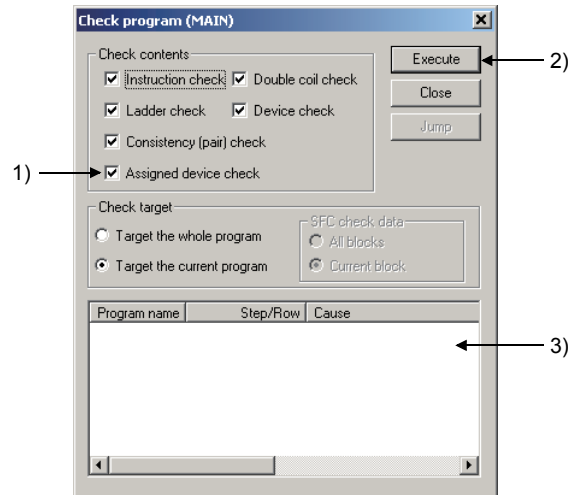 Check program (MAIN)
Check contents
Instruction check Double coil check
Ladder check Device check
Consistency (pair) check
Assigned device check
Execute
Close
Jump
1)
2)
Check target
Target the whole program
Target the current program
SFC check data
All blocks
Current block
Program name Step/Row Cause
3)